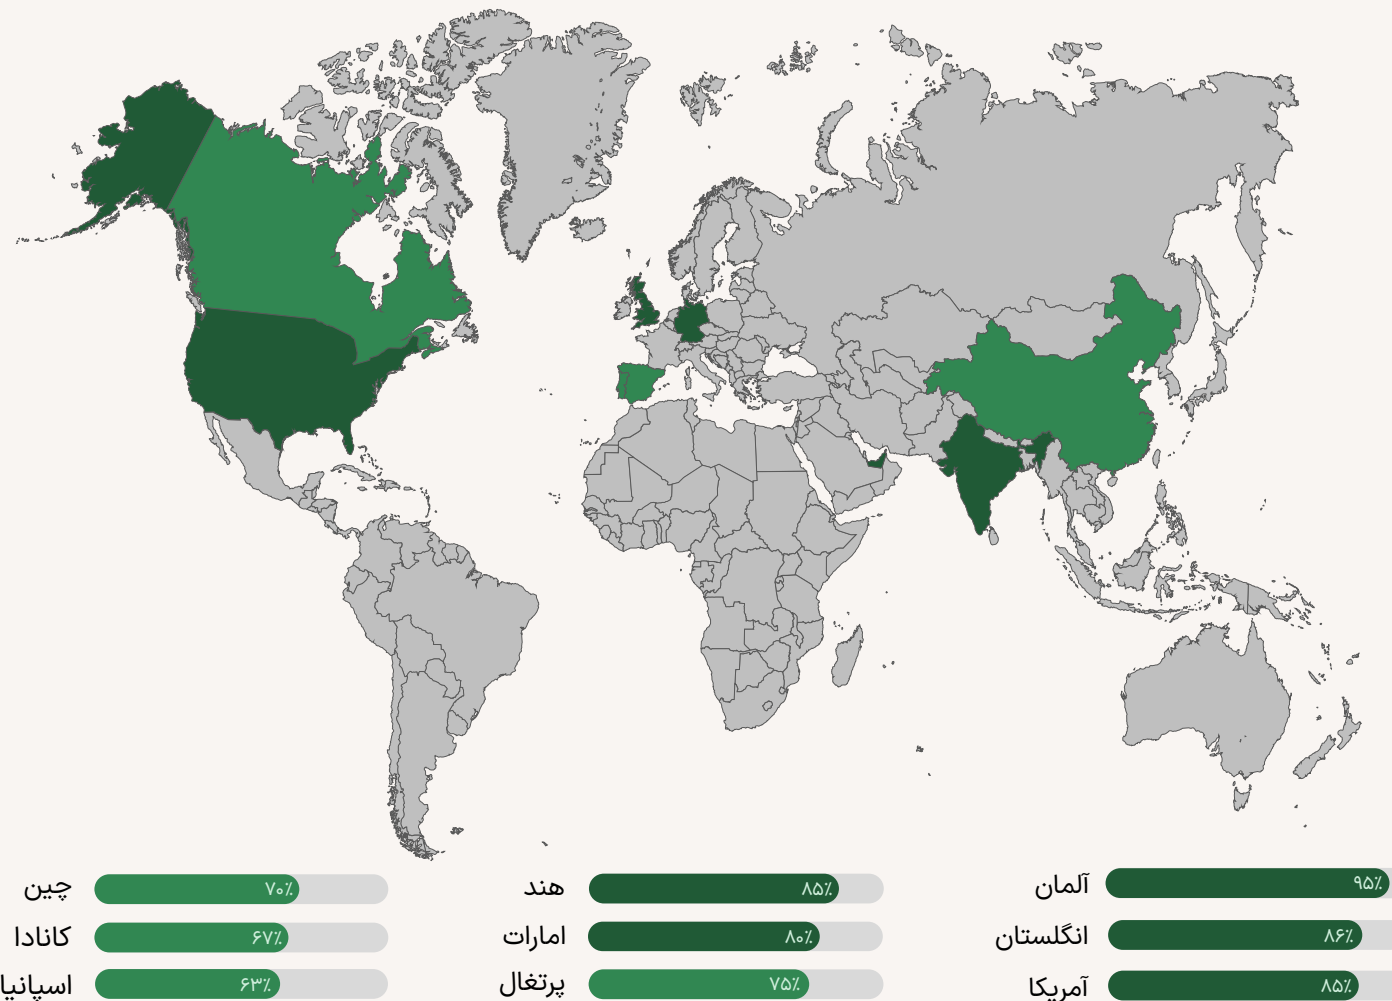 آلمان ۹۵٪
انگلستان ۸۶٪
آمریکا ۸۵٪
هند ۸۵٪
امارات ۸۰٪
پرتغال ۷۵٪
چین ۷۰٪
کانادا ۶۷٪
اسپانیا ۶۳٪